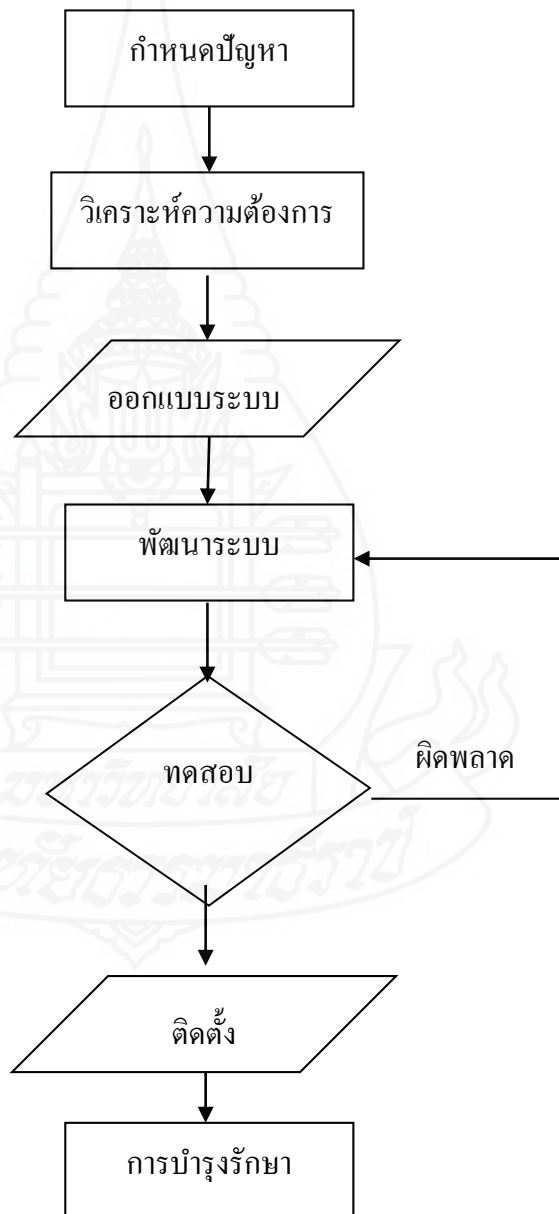 กำหนดปัญหา
วิเคราะห์ความต้องการ
ออกแบบระบบ
พัฒนาระบบ
ทดสอบ
ผิดพลาด
ติดตั้ง
การบำรุงรักษา